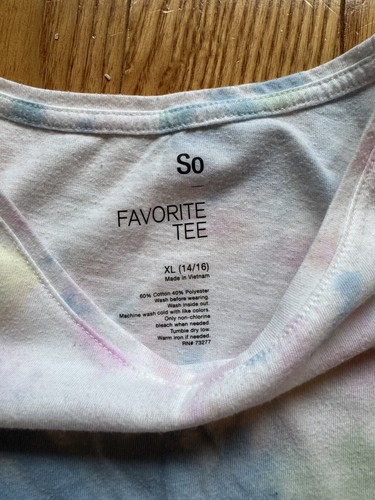 So
FAVORITE
TEE
XL (14/16)
Made in Vietnam
60% Cotton 40% Polyester
Wash before wearing.
Wash inside out.
Machine wash cold with like colors.
Only non-chlorine
bleach when needed.
Tumble dry low.
Warm iron if needed.
RN# 73277